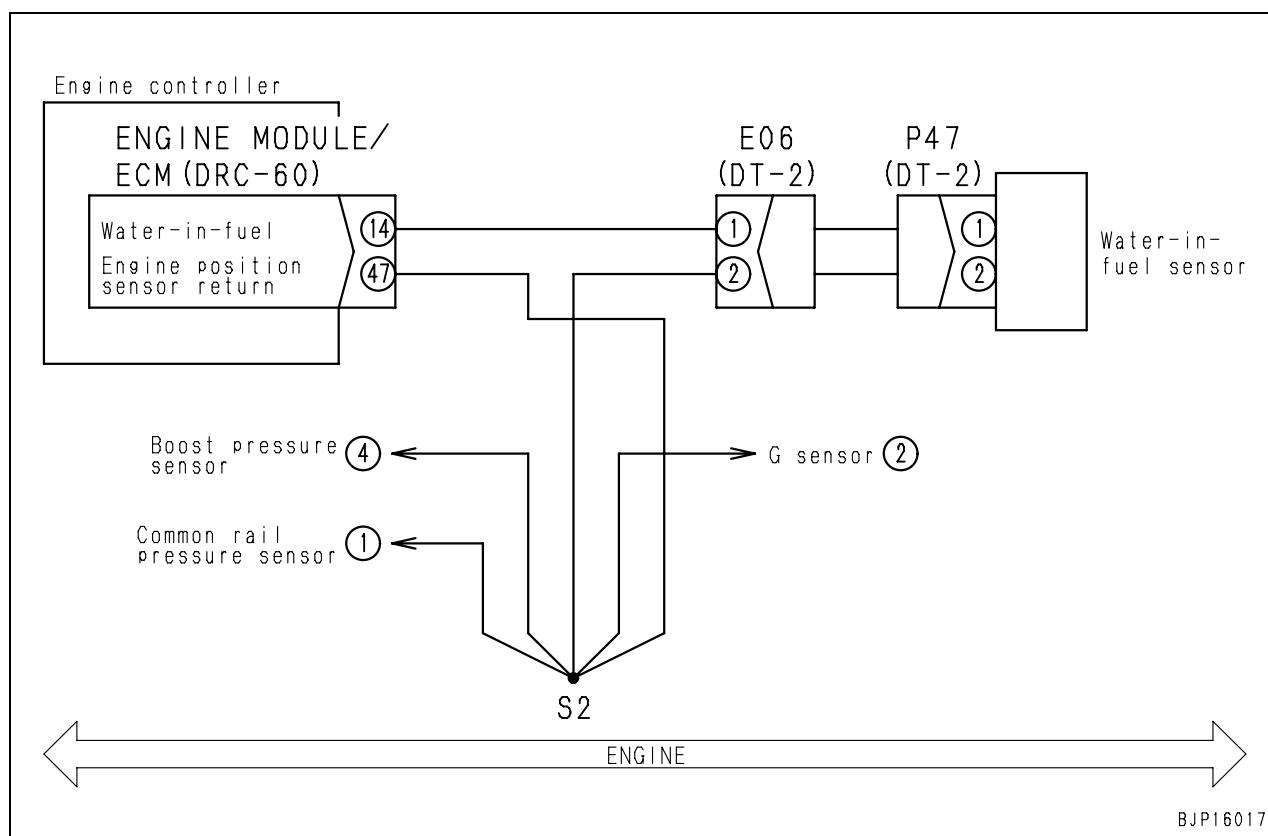 Engine controller
ENGINE MODULE/
ECM (DRC-60)
E06
(DT-2)
P47
(DT-2)
Water-in-fuel
14
Engine position
sensor return
47
1
2
1
2
Water-in-
fuel sensor
Boost pressure
sensor
4
G sensor
2
Common rail
pressure sensor
1
S2
ENGINE
BJP16017